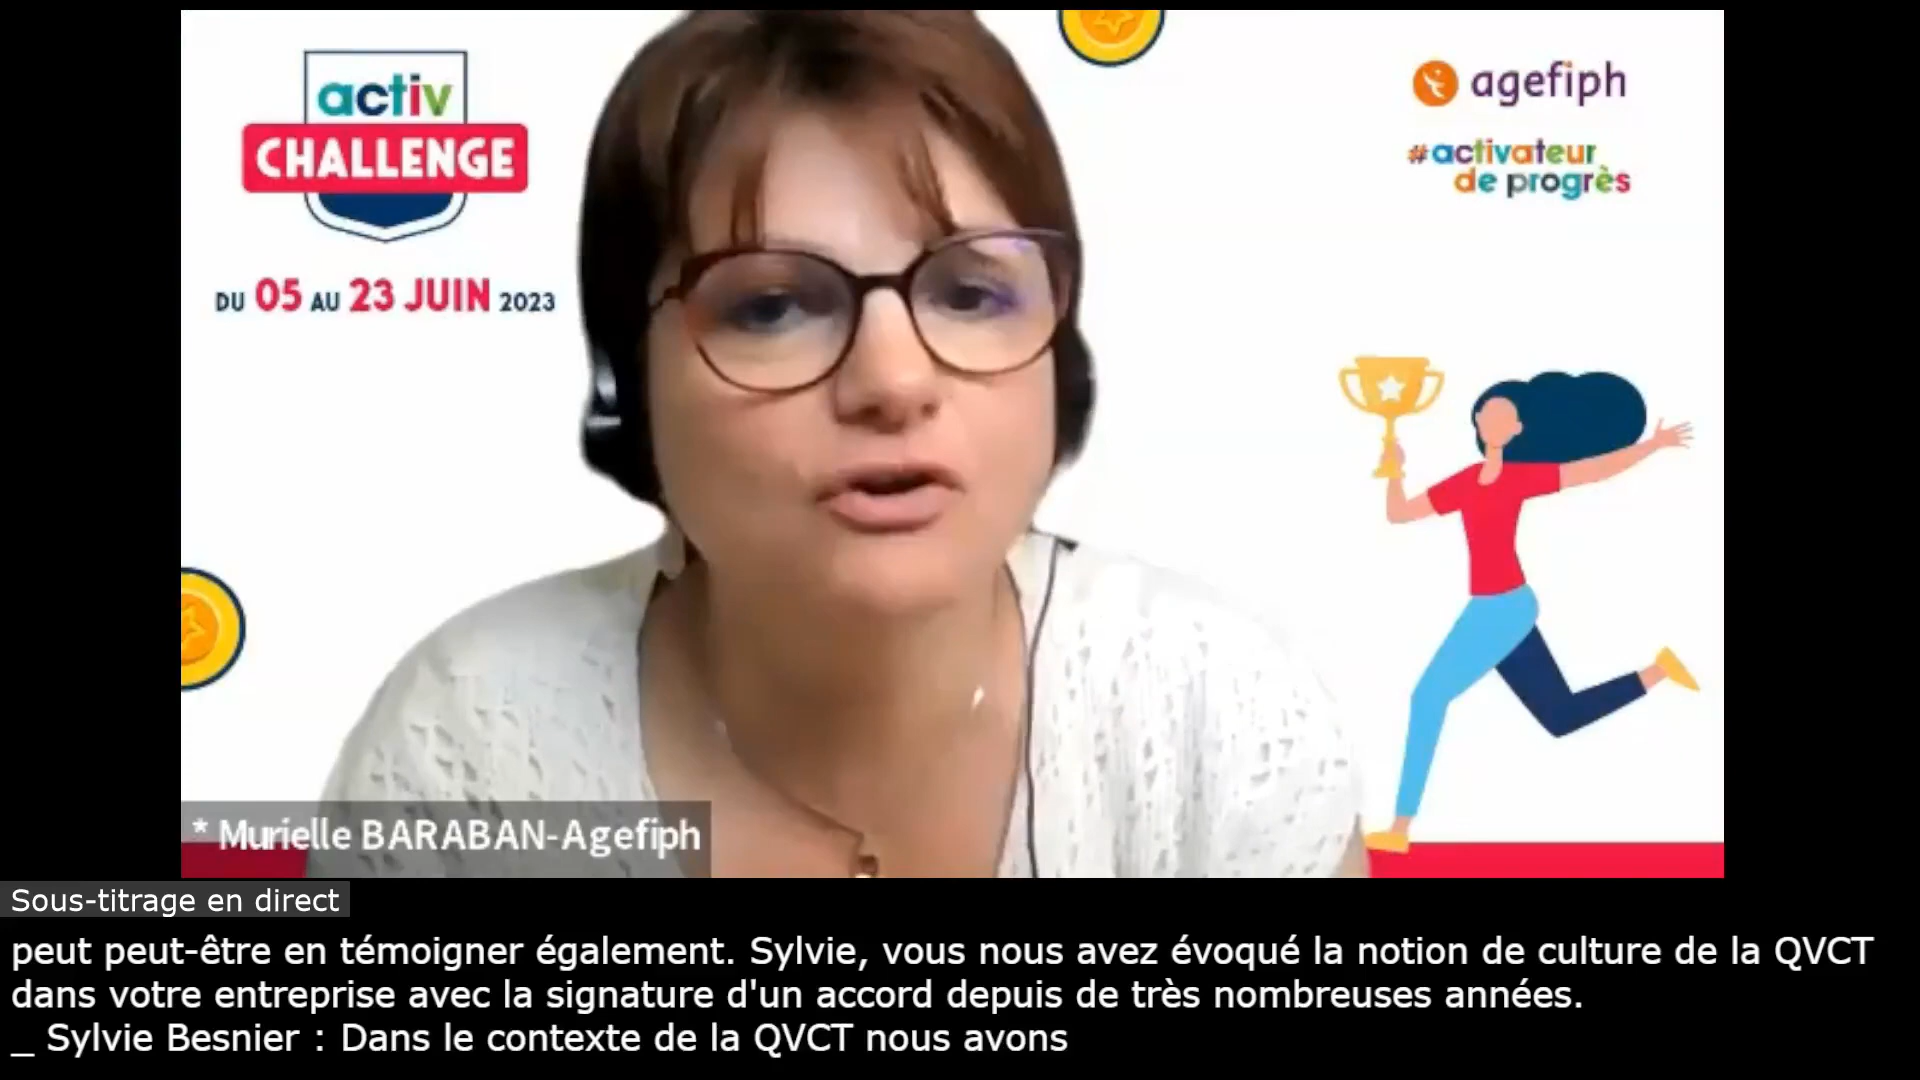 activ
CHALLENGE
DU 05 AU 23 JUIN 2023
agefiph
#activateur
de progrès
* Murielle BARABAN-Agefiph
Sous-titrage en direct
peut peut-être en témoigner également. Sylvie, vous nous avez évoqué la notion de culture de la QVCT
dans votre entreprise avec la signature d'un accord depuis de très nombreuses années.
_ Sylvie Besnier : Dans le contexte de la QVCT nous avons